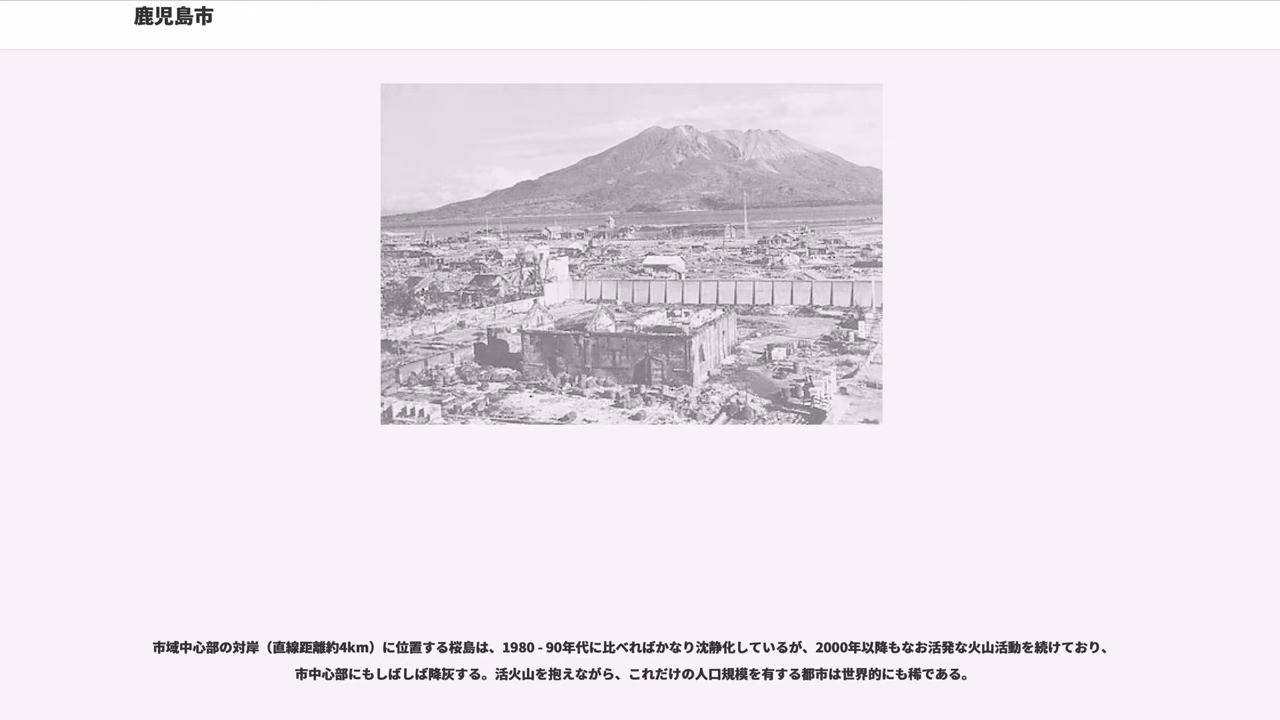 鹿児島市
市域中心部の対岸（直線距離約4km）に位置する桜島は、1980 - 90年代に比べればかなり沈静化しているが、2000年以降もなお活発な火山活動を続けており、
市中心部にもしばしば降灰する。活火山を抱えながら、これだけの人口規模を有する都市は世界的にも稀である。